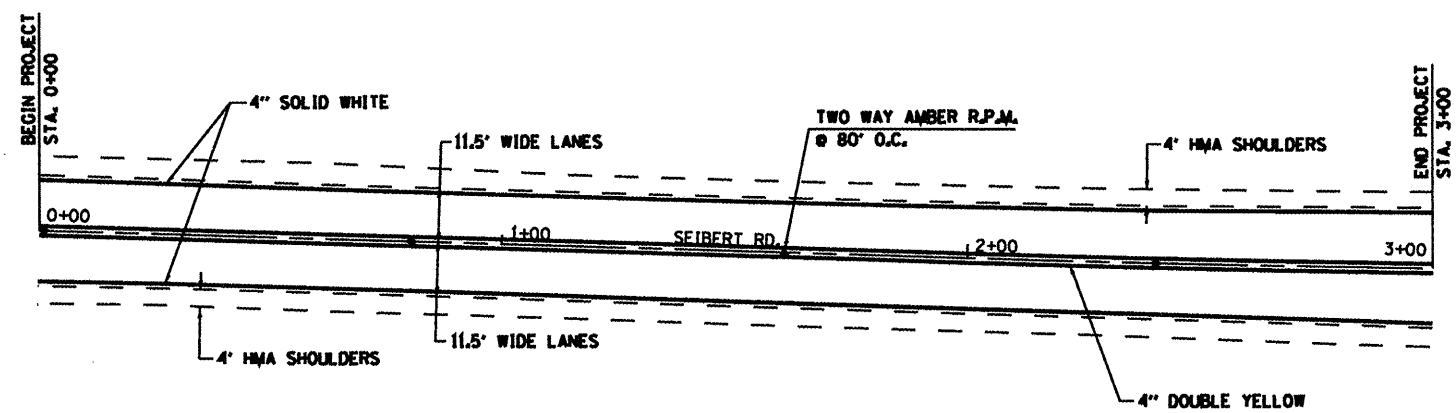 BEGIN PROJECT
STA. 0+00
4" SOLID WHITE
11.5' WIDE LANES
TWO WAY AMBER R.P.M.
@ 80' O.C.
4' HMA SHOULDERS
END PROJECT
STA. 3+00
0+00
1+00
SEIBERT RD.
2+00
3+00
4' HMA SHOULDERS
11.5' WIDE LANES
4" DOUBLE YELLOW